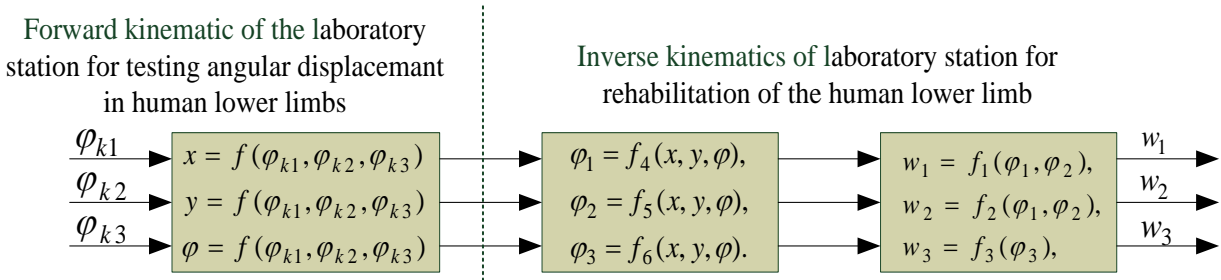 Forward kinematic of the laboratory
station for testing angular displacemant
in human lower limbs
φk1
φk2
φk3
x = f(φk1, φk2, φk3)
y = f(φk1, φk2, φk3)
φ = f(φk1, φk2, φk3)
Inverse kinematics of laboratory station for
rehabilitation of the human lower limb
φ1 = f4(x, y, φ),
φ2 = f5(x, y, φ),
φ3 = f6(x, y, φ).
w1 = f1(φ1, φ2),
w2 = f2(φ1, φ2),
w3 = f3(φ3),
w1
w2
w3